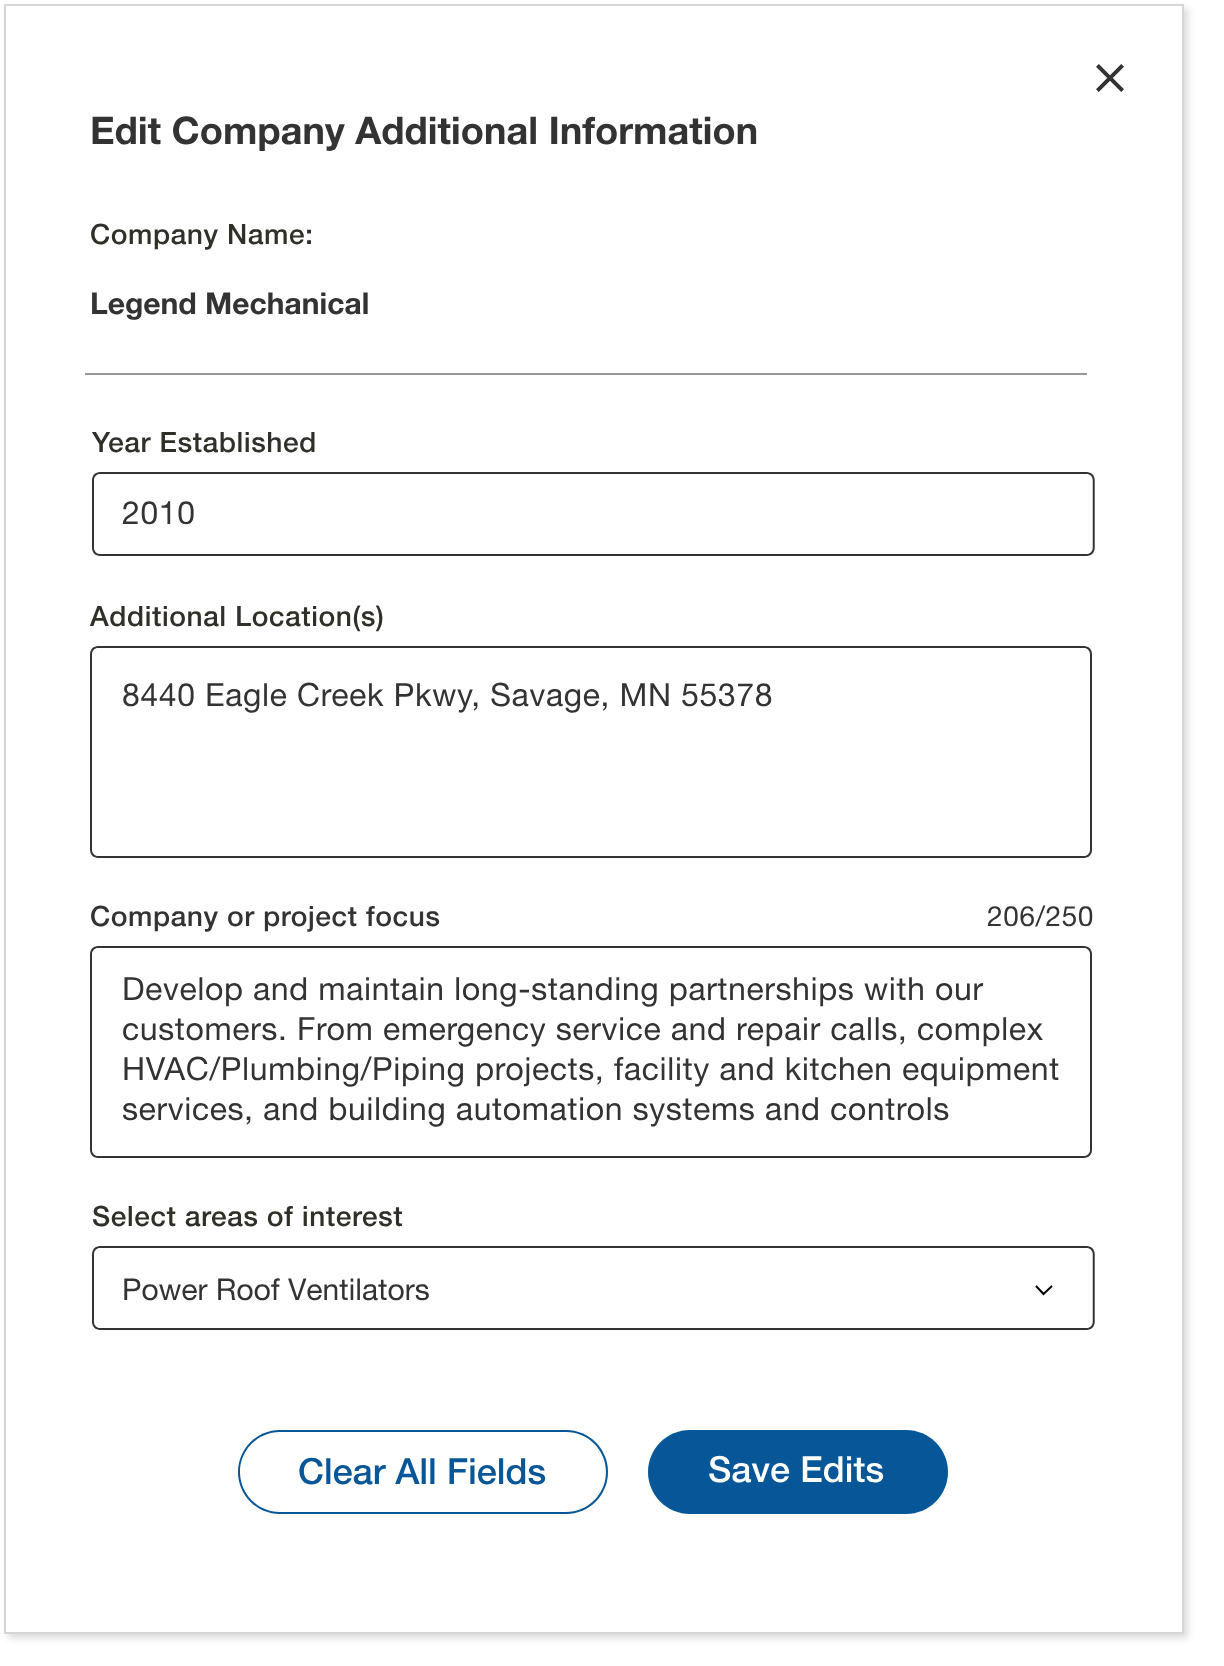 Edit Company Additional Information
Company Name:
Legend Mechanical
Year Established
2010
Additional Location(s)
8440 Eagle Creek Pkwy, Savage, MN 55378
Company or project focus 206/250
Develop and maintain long-standing partnerships with our
customers. From emergency service and repair calls, complex
HVAC/Plumbing/Piping projects, facility and kitchen equipment
services, and building automation systems and controls
Select areas of interest
Power Roof Ventilators
Clear All Fields Save Edits